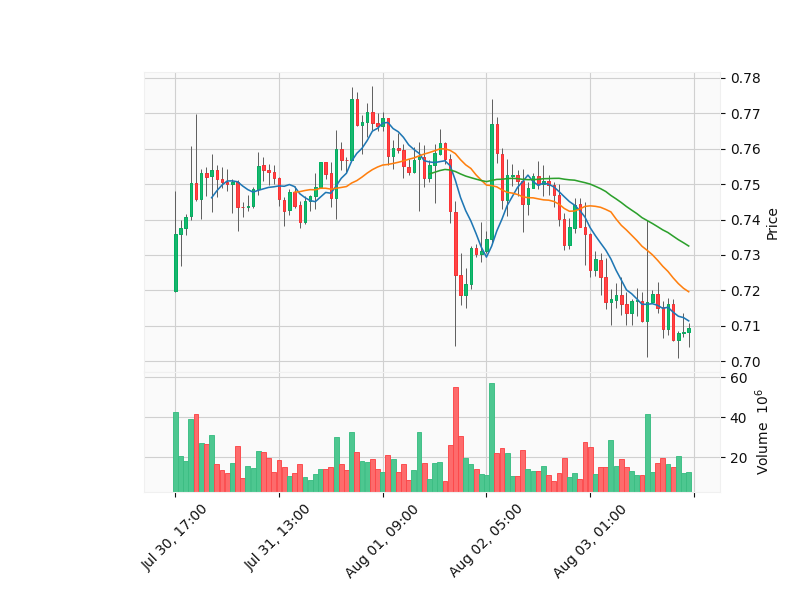 0.78
0.77
0.76
0.75
0.74
0.73
0.72
0.71
0.70
Price
60
40
20
Volume 10⁶
Jul 30, 17:00
Jul 31, 13:00
Aug 01, 09:00
Aug 02, 05:00
Aug 03, 01:00